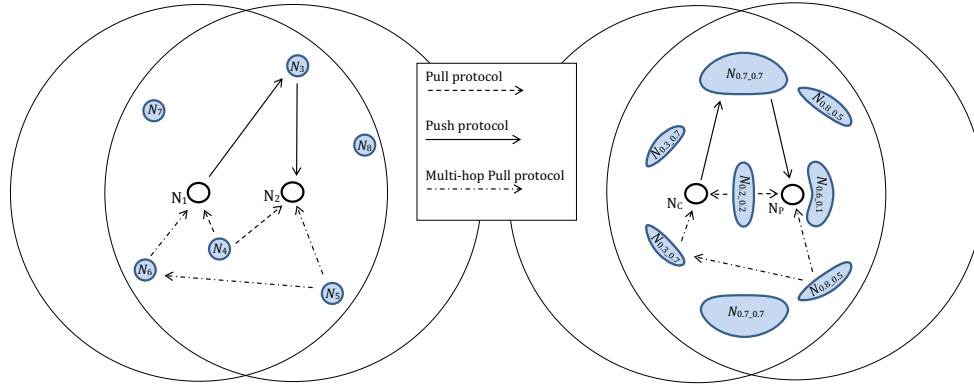 N3
N7
N8
N1
N2
N4
N6
N5
Pull protocol
Push protocol
Multi-hop Pull protocol
N0.7_0.7
N0.8_0.5
N0.3_0.7
N0.2_0.2
N0.6_0.1
NC
NP
N0.3_0.7
N0.8_0.5
N0.7_0.7